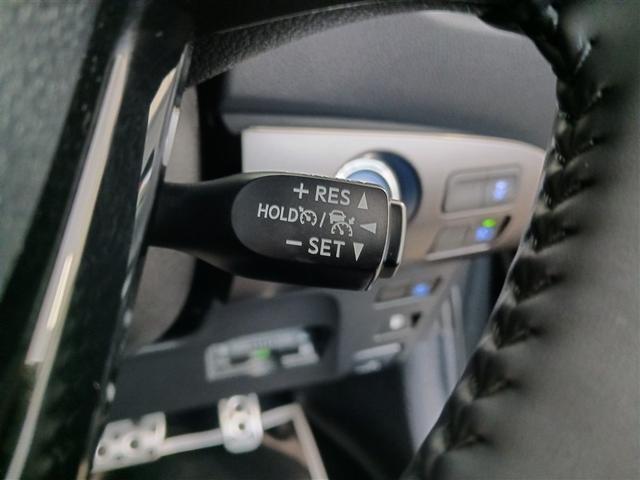 + RES
HOLD /
− SET